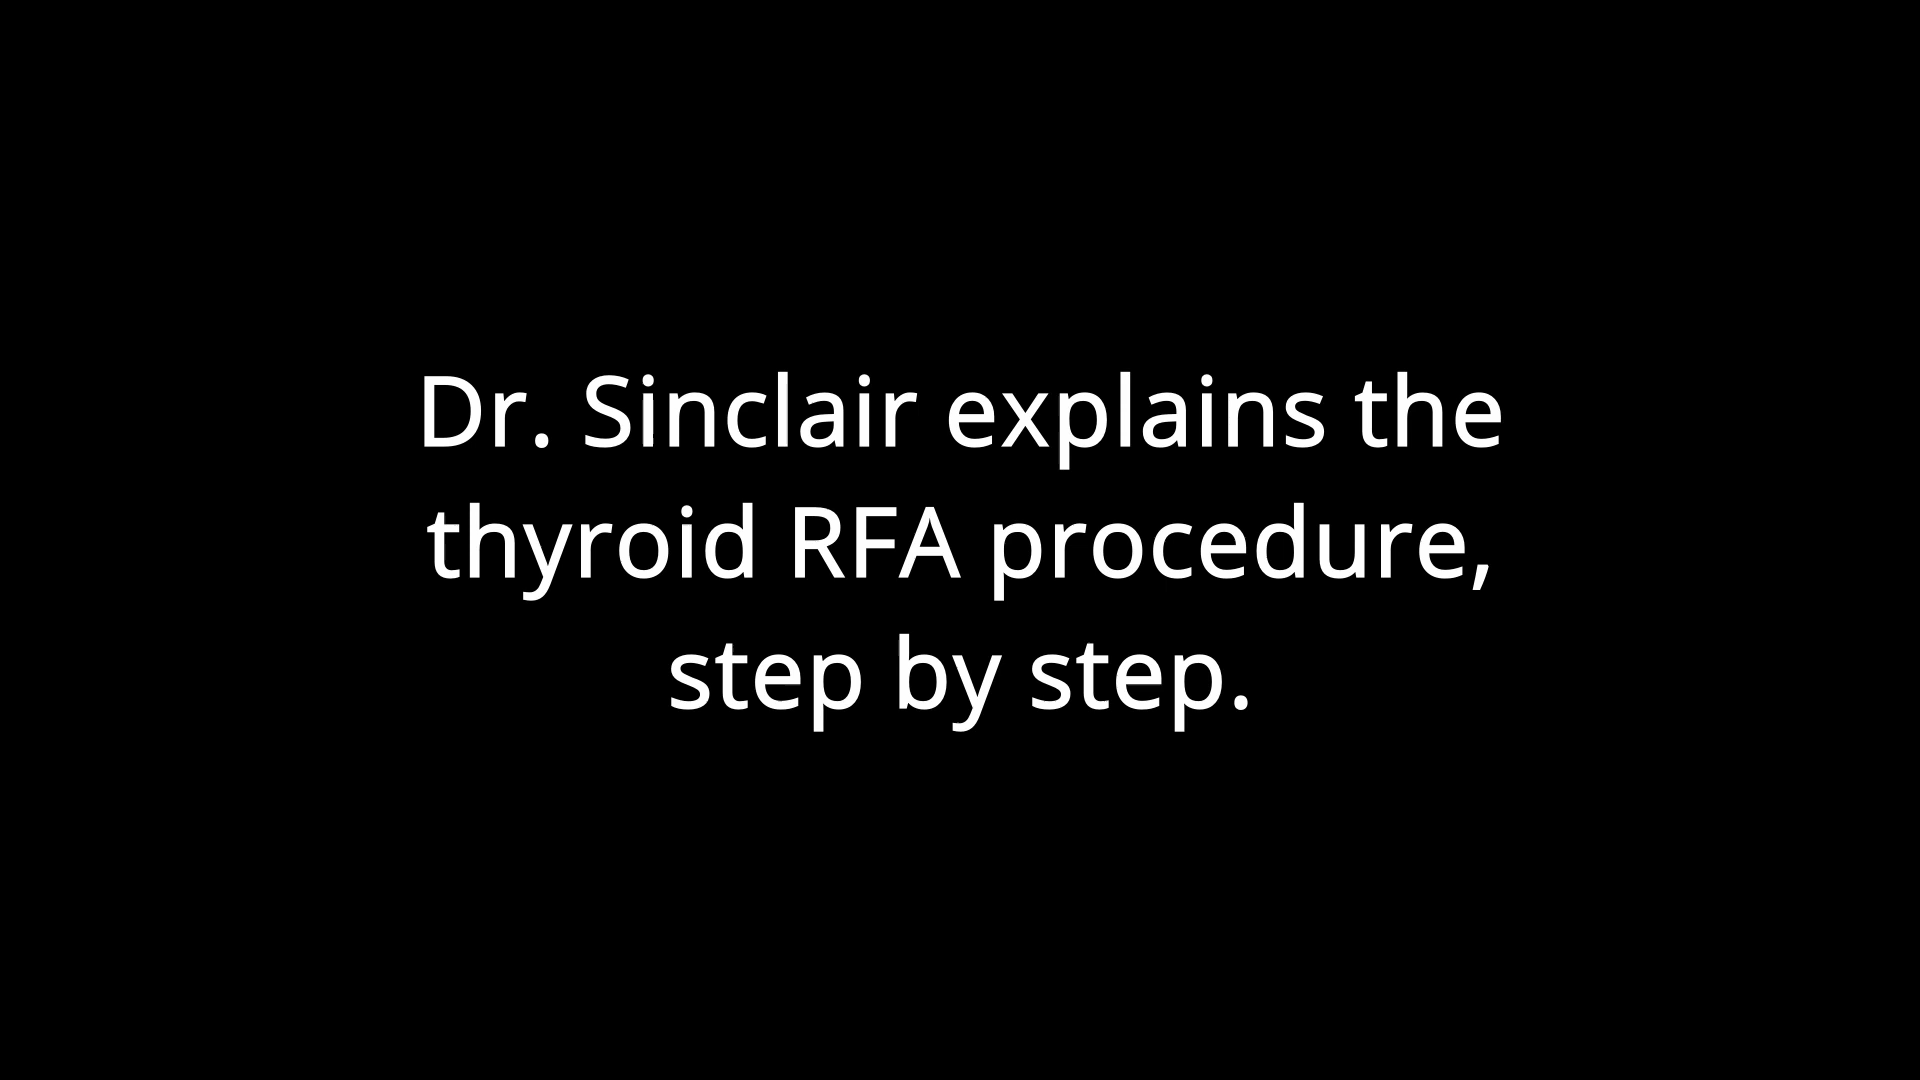 Dr. Sinclair explains the
thyroid RFA procedure,
step by step.